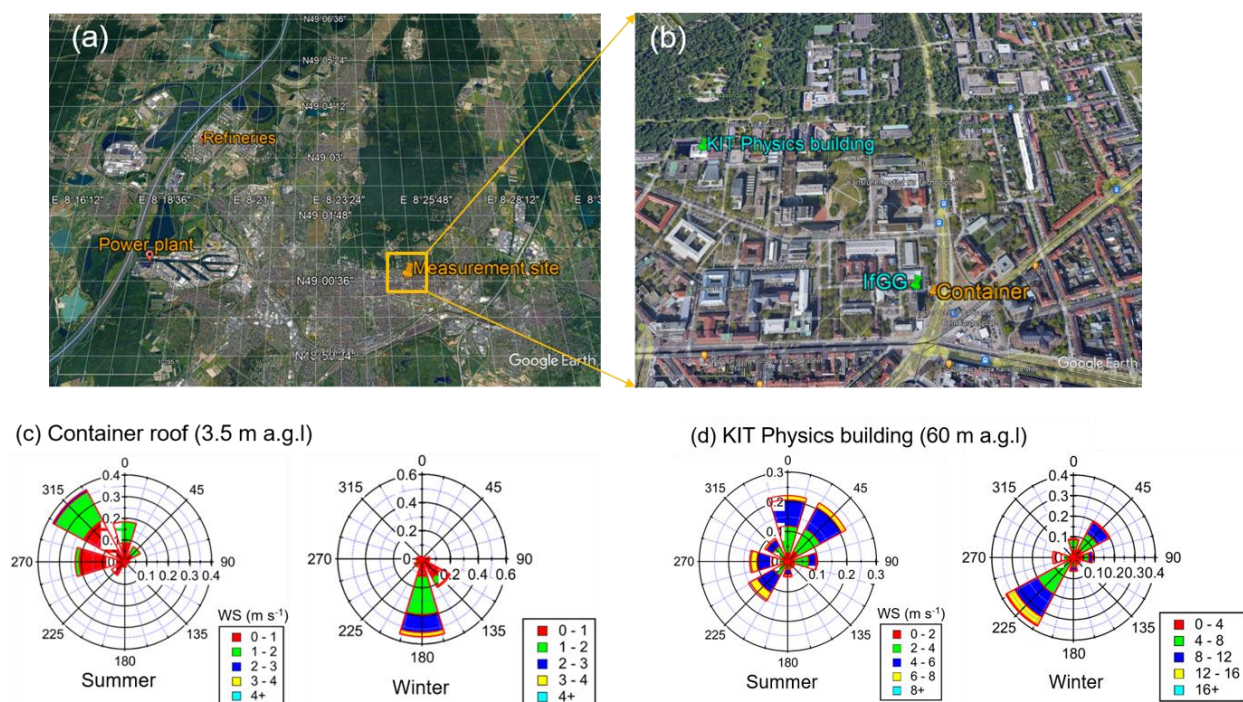 (a)
N49°06'36"
N49°05'24"
N49°04'12"
Refineries
N49°03'
E 8°16'12"
E 8°18'36"
E 8°21'
E 8°23'24"
E 8°25'48"
E 8°28'12"
N49°01'48"
Power plant
Measurement site
N49°00'36"
Google Earth
(b)
KIT Physics building
IfGG
Container
Google Earth
(c) Container roof (3.5 m a.g.l)
0
45
90
135
180
225
270
315
0.4
0.3
0.2
0.1 0.2 0.3 0.4
WS (m s⁻¹)
0 - 1
1 - 2
2 - 3
3 - 4
4+
Summer
0
45
90
135
180
225
270
315
0.6
0.4
0.2
0
0.2 0.4 0.6
0 - 1
1 - 2
2 - 3
3 - 4
4+
Winter
(d) KIT Physics building (60 m a.g.l)
0
45
90
135
180
225
270
315
0.3
0.2
0.1
0.1 0.2 0.3
WS (m s⁻¹)
0 - 2
2 - 4
4 - 6
6 - 8
8+
Summer
0
45
90
135
180
225
270
315
0.4
0.3
0.2
0.1
0.1 0.2 0.3 0.4
0 - 4
4 - 8
8 - 12
12 - 16
16+
Winter